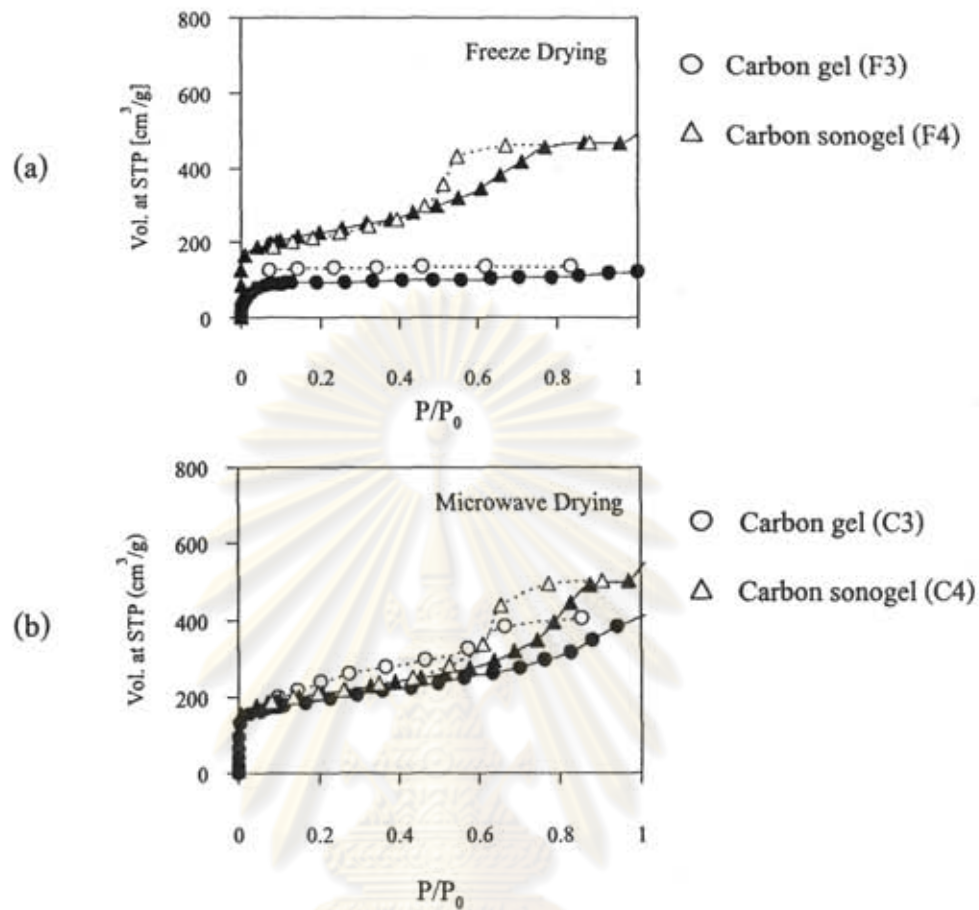 (a)
Vol. at STP [cm³/g]
800
600
400
200
0
0 0.2 0.4 0.6 0.8 1
P/P₀
Freeze Drying
Carbon gel (F3)
Carbon sonogel (F4)
(b)
Vol. at STP (cm³/g)
800
600
400
200
0
0 0.2 0.4 0.6 0.8 1
P/P₀
Microwave Drying
Carbon gel (C3)
Carbon sonogel (C4)